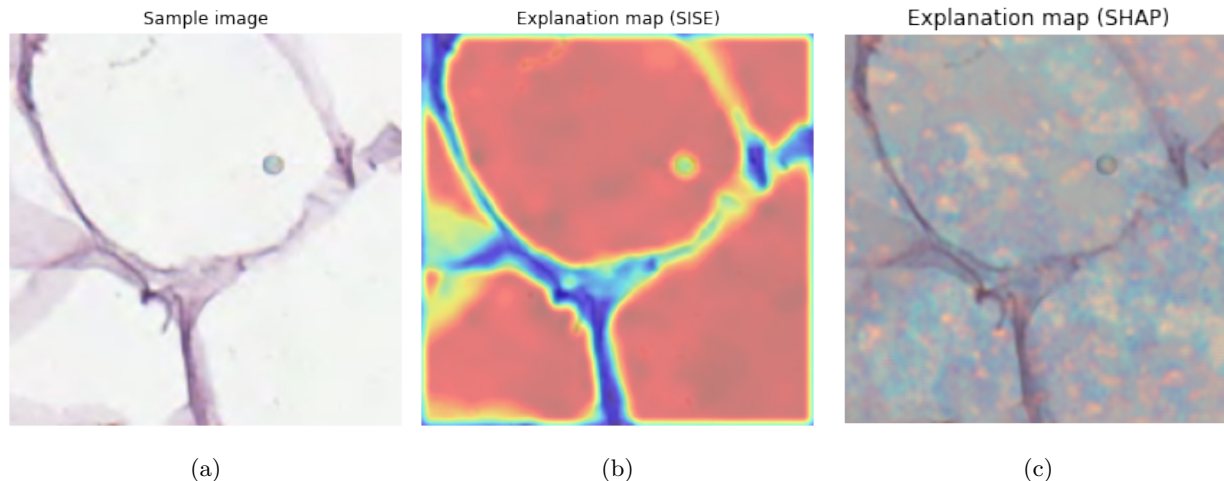 Sample image
Explanation map (SISE)
Explanation map (SHAP)
(a)
(b)
(c)